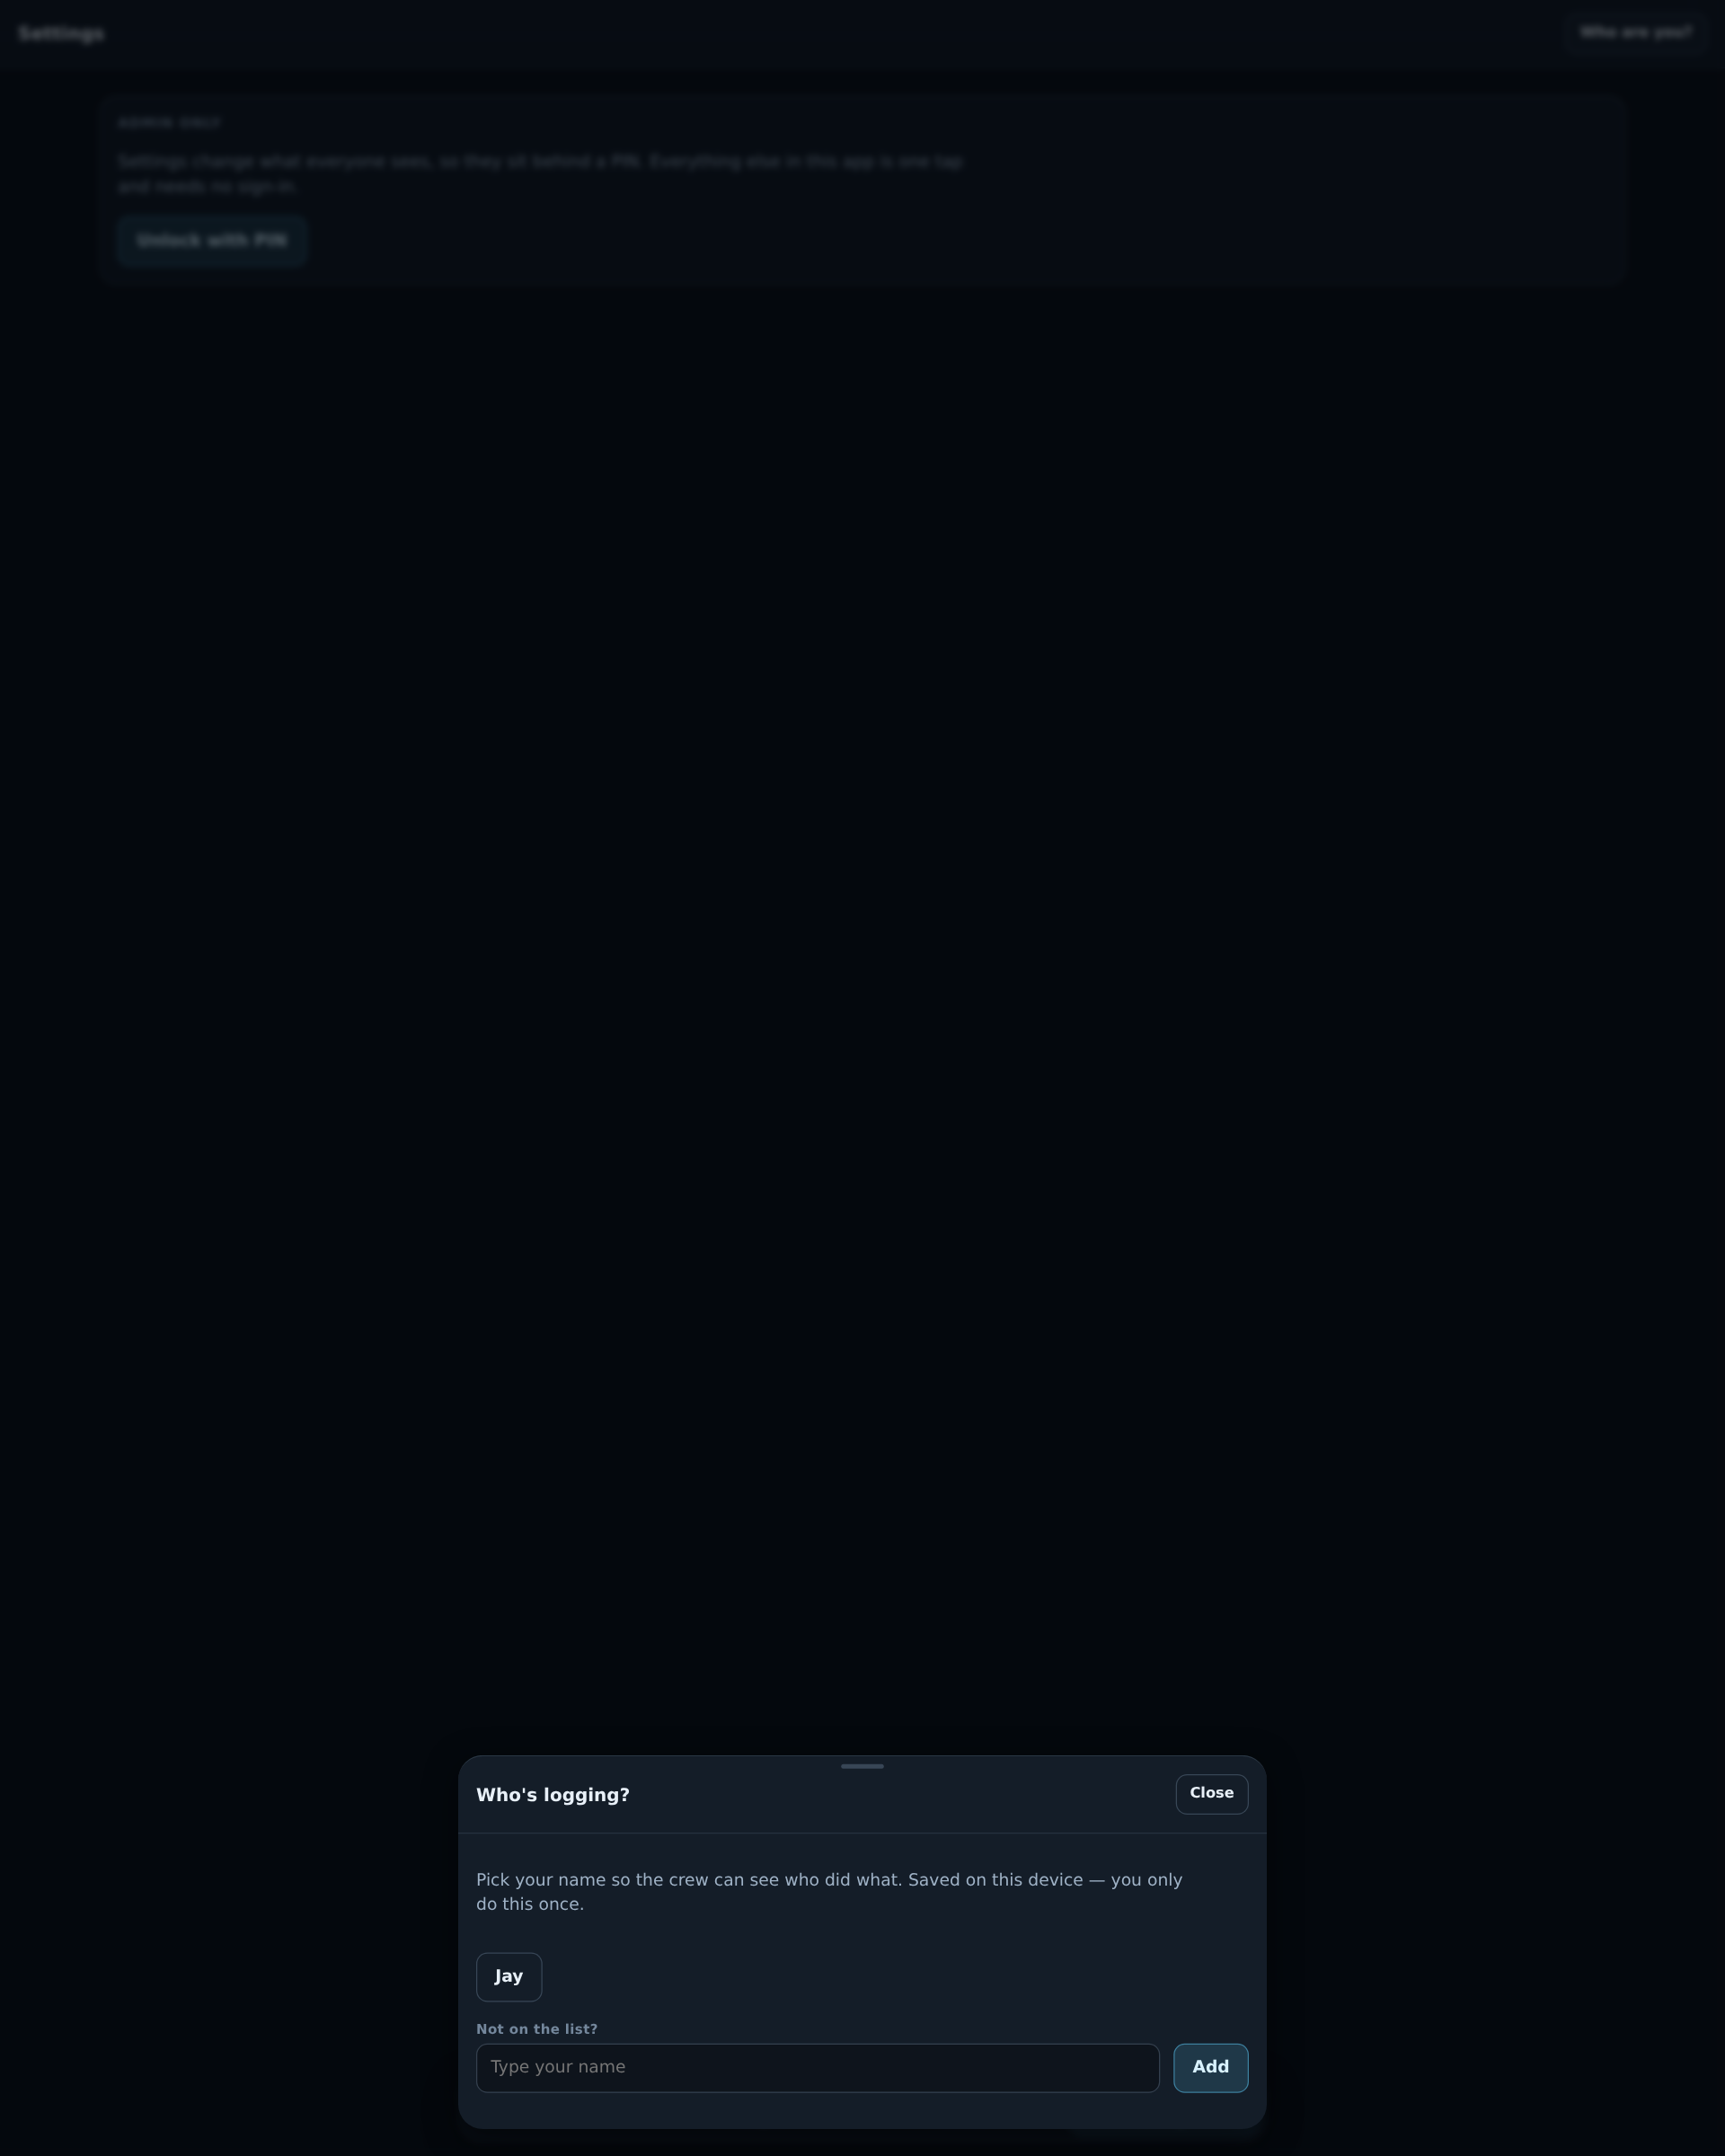 Settings
Who are you?
ADMIN ONLY
Settings change what everyone sees, so they sit behind a PIN. Everything else in this app is one tap
and needs no sign-in.
Unlock with PIN
Who's logging?
Close
Pick your name so the crew can see who did what. Saved on this device — you only
do this once.
Jay
Not on the list?
Type your name
Add